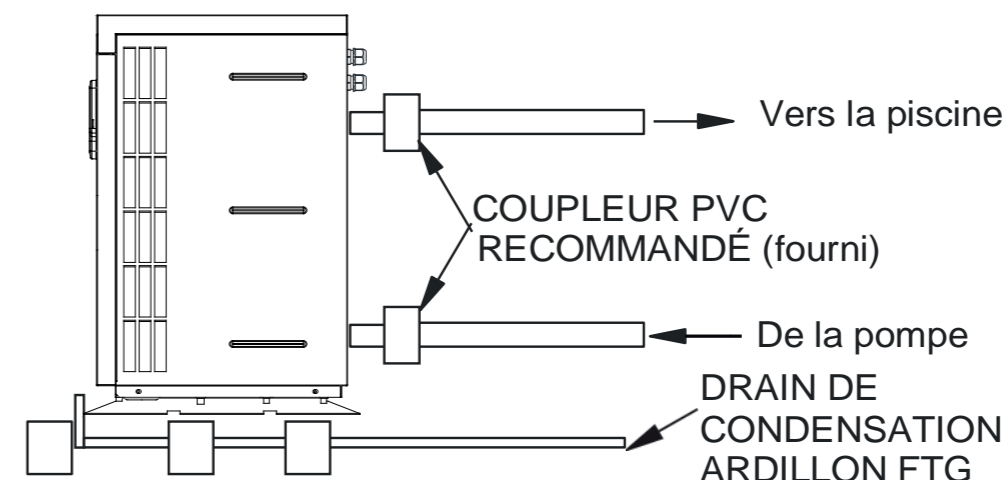 Vers la piscine
COUPLEUR PVC
RECOMMANDÉ (fourni)
De la pompe
DRAIN DE
CONDENSATION
ARDILLON FTG